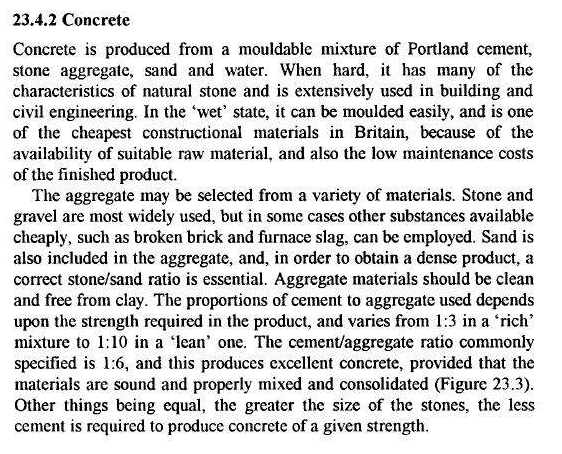 23.4.2 Concrete
Concrete is produced from a mouldable mixture of Portland cement,
stone aggregate, sand and water. When hard, it has many of the
characteristics of natural stone and is extensively used in building and
civil engineering. In the ‘wet’ state, it can be moulded easily, and is one
of the cheapest constructional materials in Britain, because of the
availability of suitable raw material, and also the low maintenance costs
of the finished product.
The aggregate may be selected from a variety of materials. Stone and
gravel are most widely used, but in some cases other substances available
cheaply, such as broken brick and furnace slag, can be employed. Sand is
also included in the aggregate, and, in order to obtain a dense product, a
correct stone/sand ratio is essential. Aggregate materials should be clean
and free from clay. The proportions of cement to aggregate used depends
upon the strength required in the product, and varies from 1:3 in a ‘rich’
mixture to 1:10 in a ‘lean’ one. The cement/aggregate ratio commonly
specified is 1:6, and this produces excellent concrete, provided that the
materials are sound and properly mixed and consolidated (Figure 23.3).
Other things being equal, the greater the size of the stones, the less
cement is required to produce concrete of a given strength.